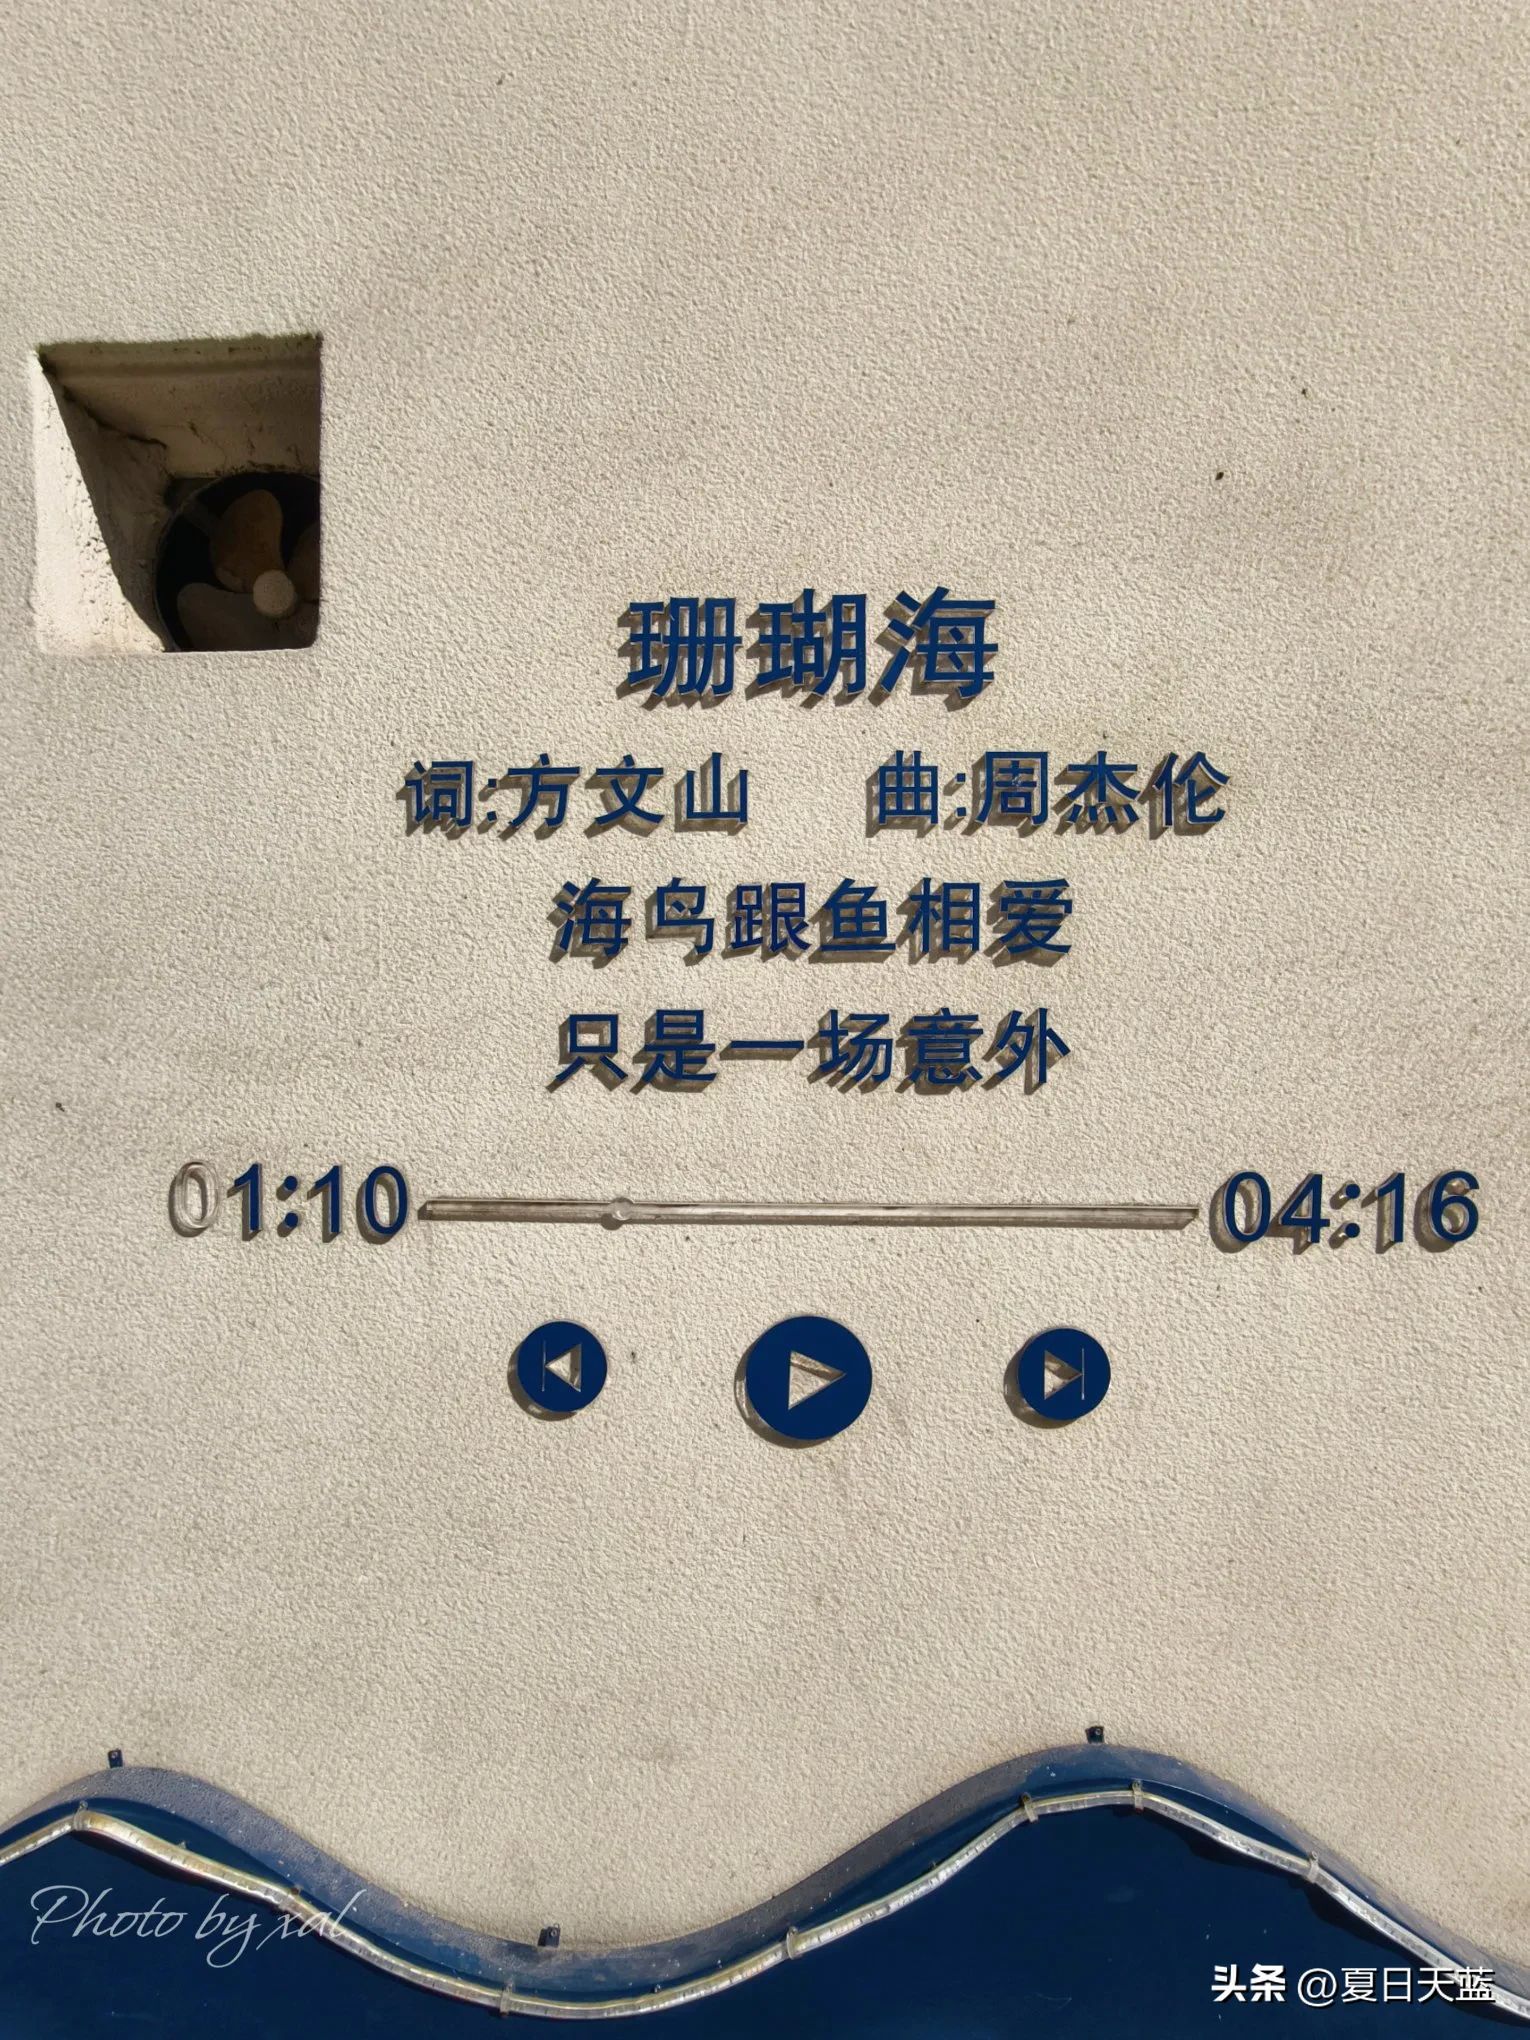 珊瑚海
词:方文山 曲:周杰伦
海鸟跟鱼相爱
只是一场意外
01:10 04:16
Photo by xal
头条 @夏日天蓝